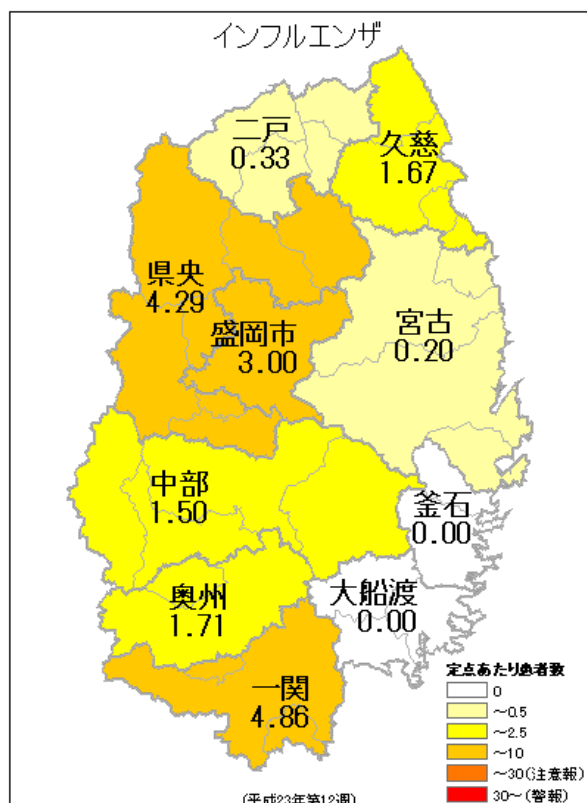 インフルエンザ
二戸
0.33
久慈
1.67
県央
4.29
盛岡市
3.00
宮古
0.20
中部
1.50
釜石
0.00
奥州
1.71
大船渡
0.00
一関
4.86
定点あたり患者数
0
～0.5
～2.5
～10
～30(注意報)
30～(警報)
(平成23年第12週)